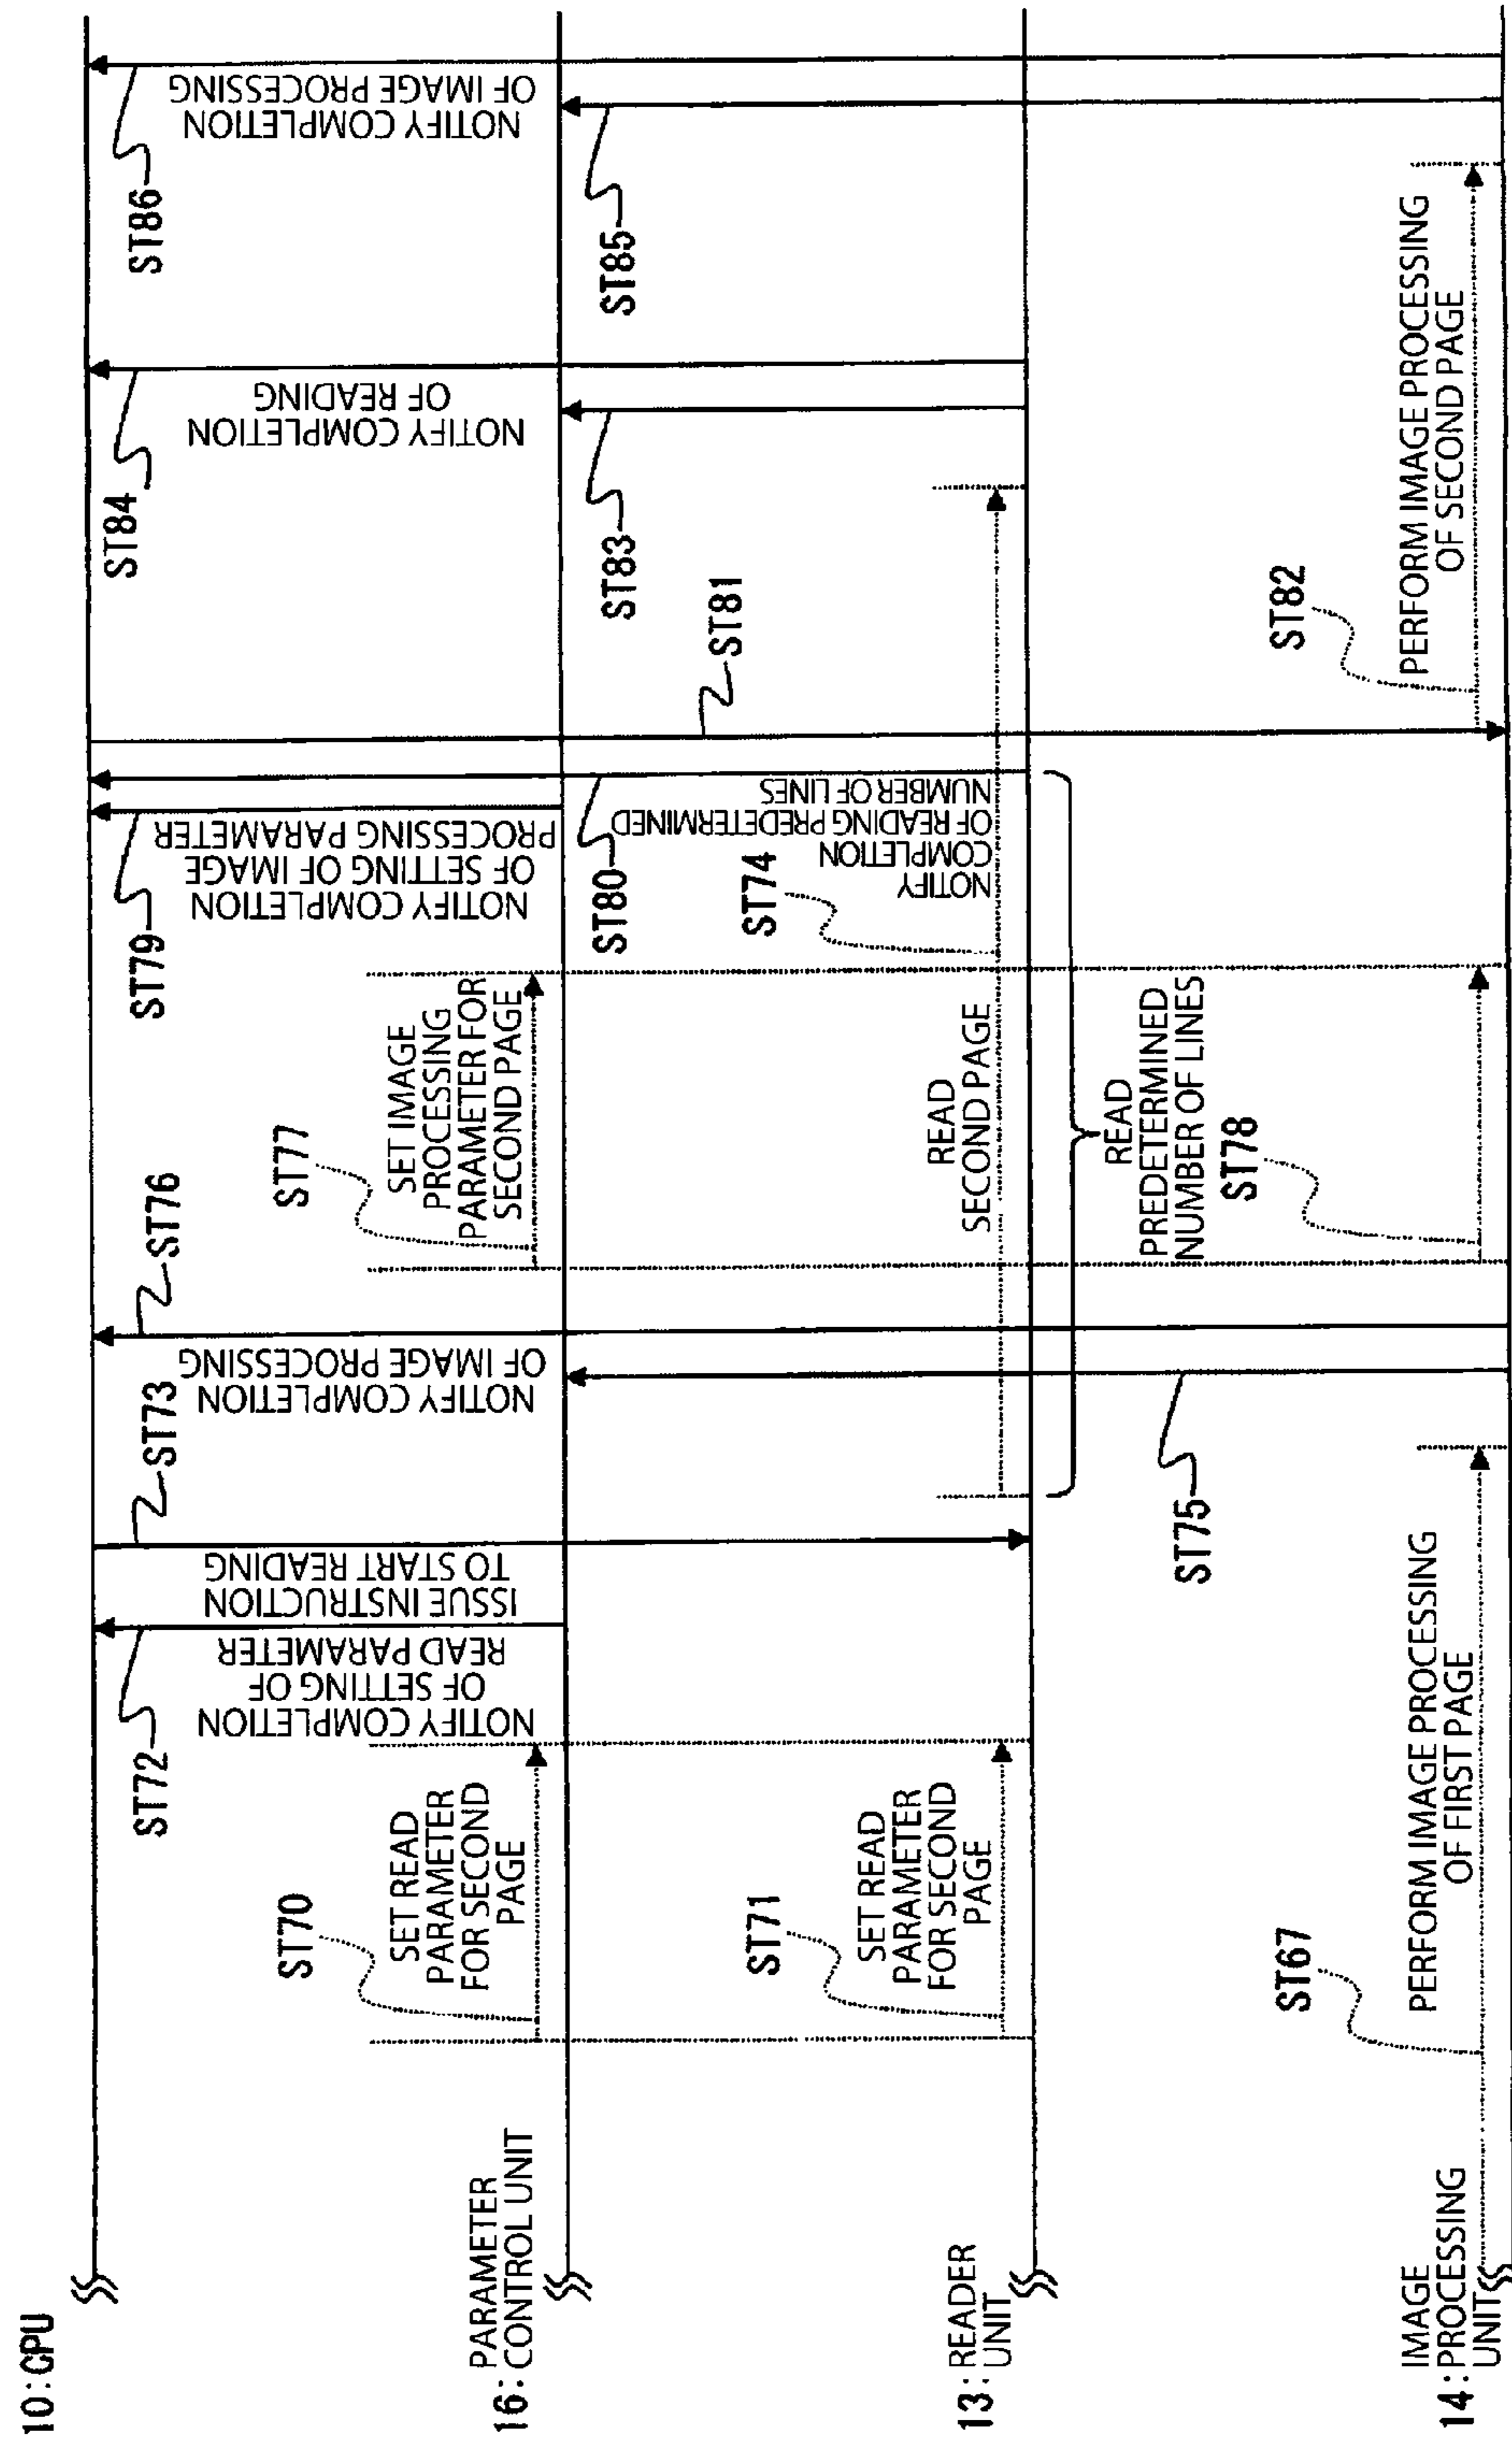 10:CPU
PARAMETER
16:CONTROL UNIT
13:READER
UNIT
IMAGE
14:PROCESSING
UNIT
ST70
SET READ
PARAMETER
FOR SECOND
PAGE
ST71
SET READ
PARAMETER
FOR SECOND
PAGE
ST67
PERFORM IMAGE PROCESSING
OF FIRST PAGE
ST72
NOTIFY COMPLETION
OF SETTING OF
READ PARAMETER
ISSUE INSTRUCTION
TO START READING
ST73
ST75
NOTIFY COMPLETION
OF IMAGE PROCESSING
ST76
ST77
SET IMAGE
PROCESSING
PARAMETER FOR
SECOND PAGE
READ
SECOND PAGE
ST74
READ
PREDETERMINED
NUMBER OF LINES
ST78
ST79
NOTIFY COMPLETION
OF SETTING OF IMAGE
PROCESSING PARAMETER
ST80
NOTIFY
COMPLETION
OF READING PREDETERMINED
NUMBER OF LINES
ST81
ST82
PERFORM IMAGE PROCESSING
OF SECOND PAGE
ST84
NOTIFY COMPLETION
OF READING
ST83
ST86
NOTIFY COMPLETION
OF IMAGE PROCESSING
ST85